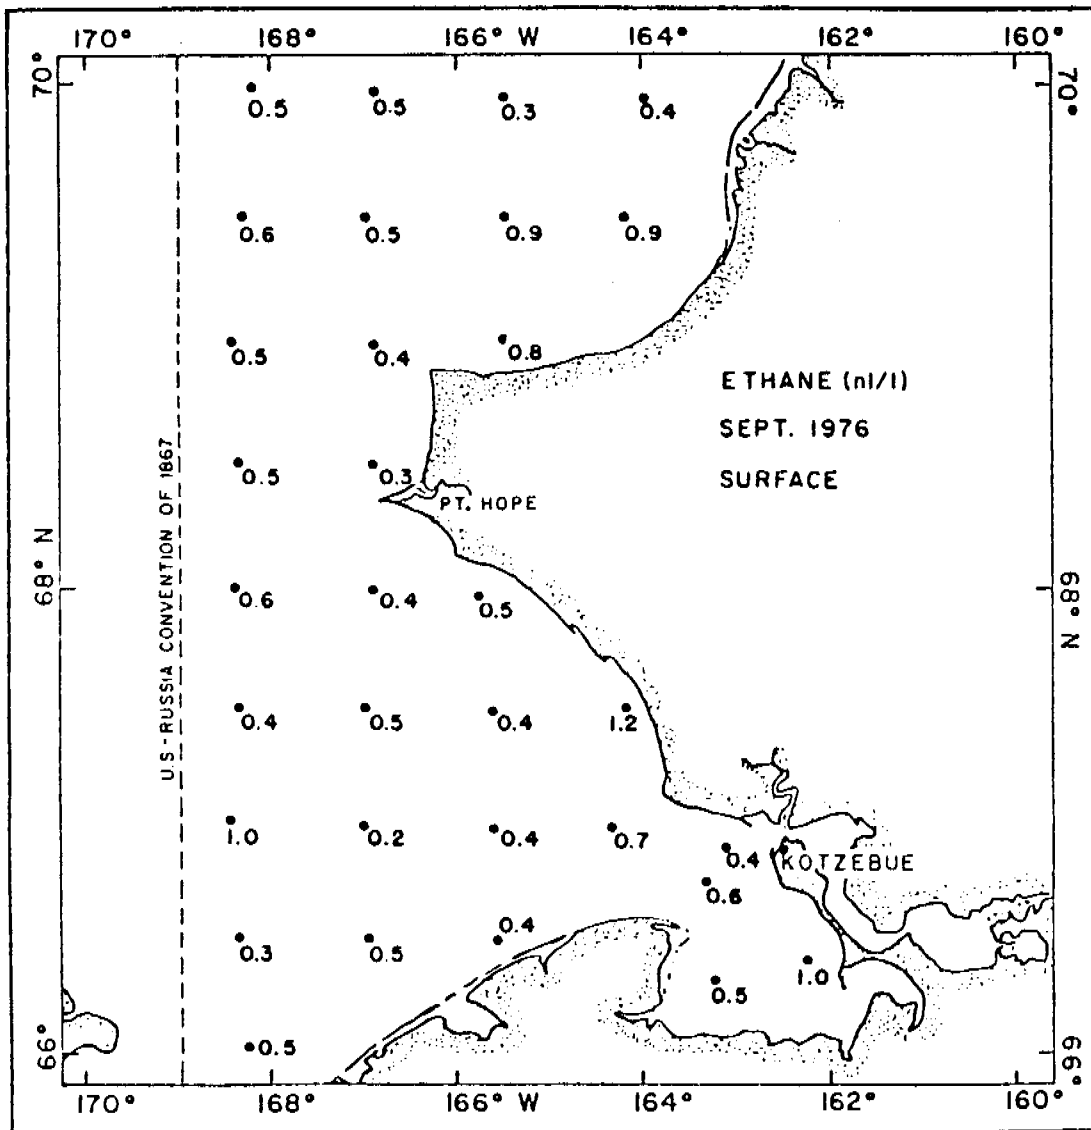 170° 168° 166° W 164° 162° 160°
70° 70°
0.5 0.5 0.3 0.4
0.6 0.5 0.9 0.9
0.5 0.4 0.8
ETHANE (nl/l)
SEPT. 1976
SURFACE
U.S-RUSSIA CONVENTION OF 1867
0.5 0.3
PT. HOPE
68° N 68° N
0.6 0.4 0.5
0.4 0.5 0.4 1.2
1.0 0.2 0.4 0.7 0.4
KOTZEBUE
0.6
0.3 0.5 0.4
0.5 1.0
66° 66°
0.5
170° 168° 166° W 164° 162° 160°